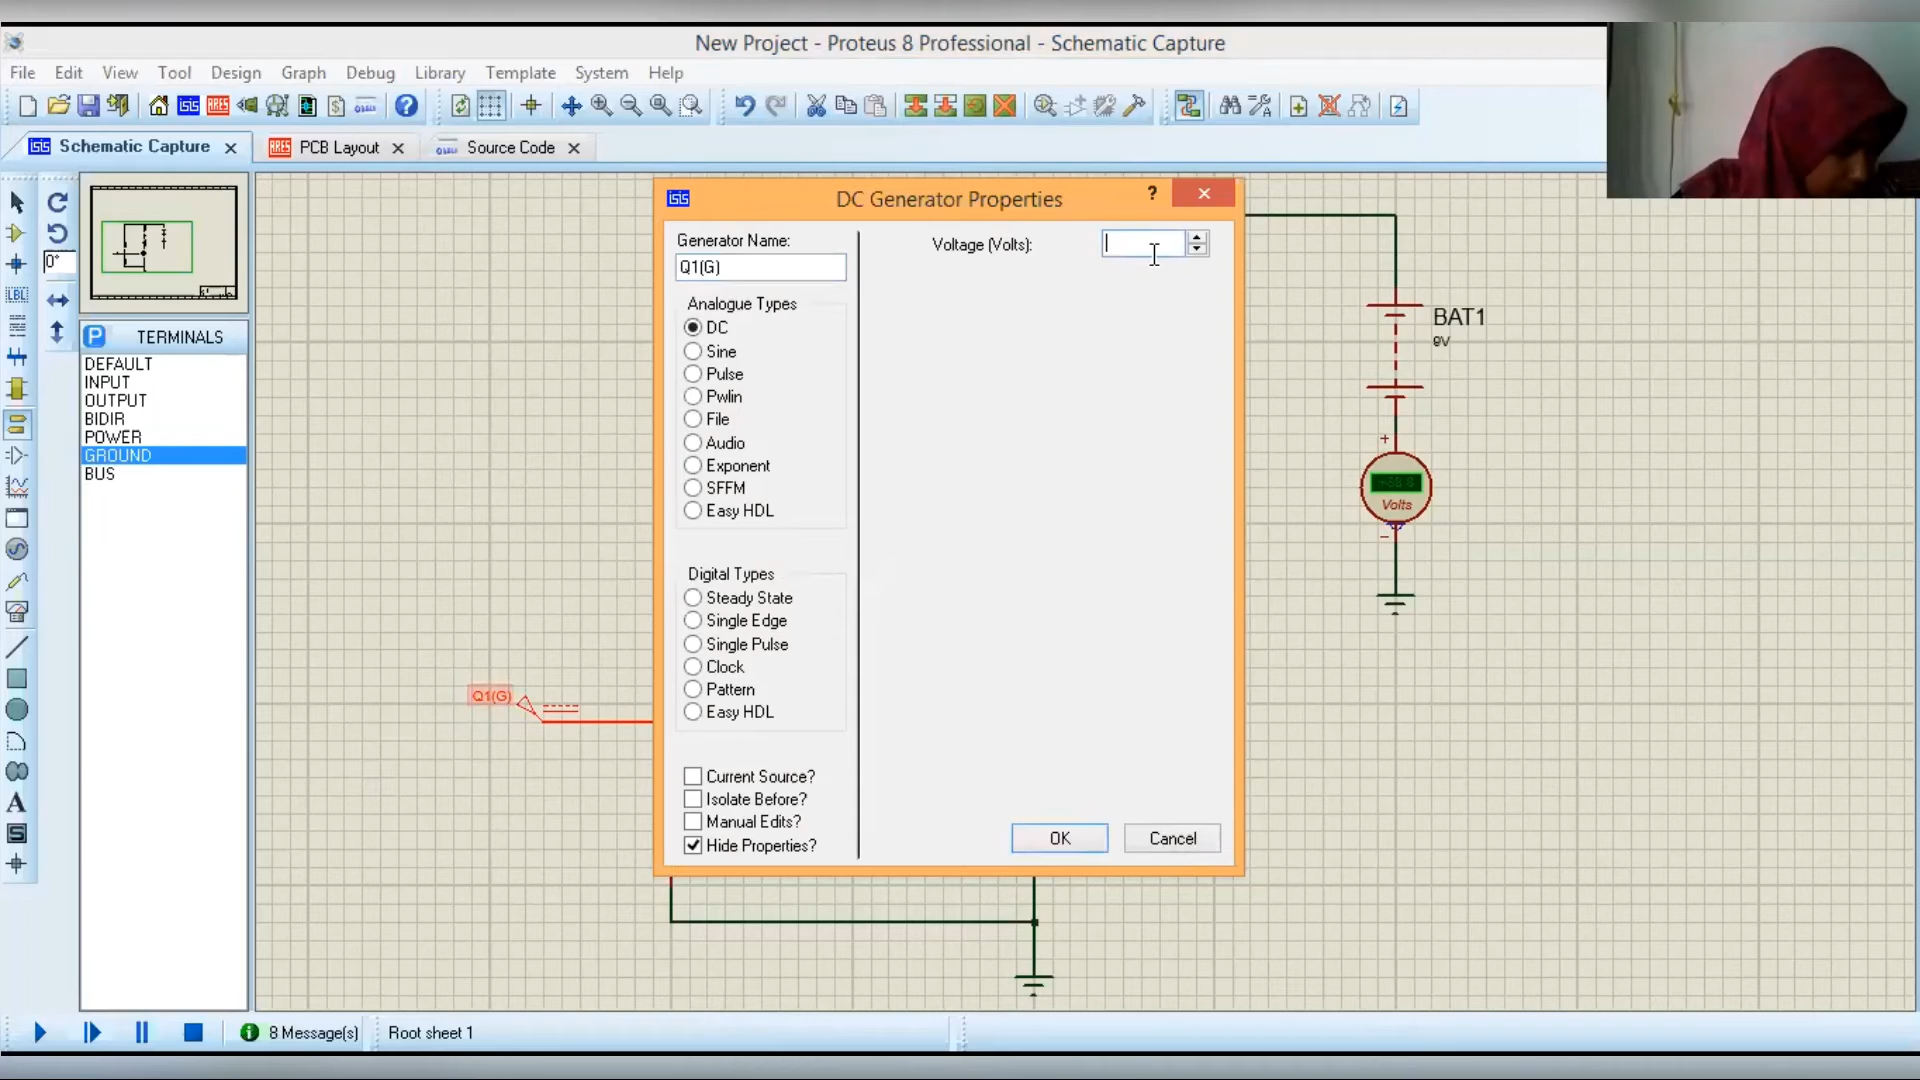 New Project - Proteus 8 Professional - Schematic Capture
File Edit View Tool Design Graph Debug Library Template System Help
Schematic Capture
PCB Layout
Source Code
0°
LBL
TERMINALS
DEFAULT
INPUT
OUTPUT
BIDIR
POWER
GROUND
BUS
DC Generator Properties
Generator Name:
Q1(G)
Voltage (Volts):
Analogue Types
DC
Sine
Pulse
Pwlin
File
Audio
Exponent
SFFM
Easy HDL
Digital Types
Steady State
Single Edge
Single Pulse
Clock
Pattern
Easy HDL
Current Source?
Isolate Before?
Manual Edits?
Hide Properties?
OK
Cancel
Q1(G)
BAT1
9V
Volts
8 Message(s)
Root sheet 1